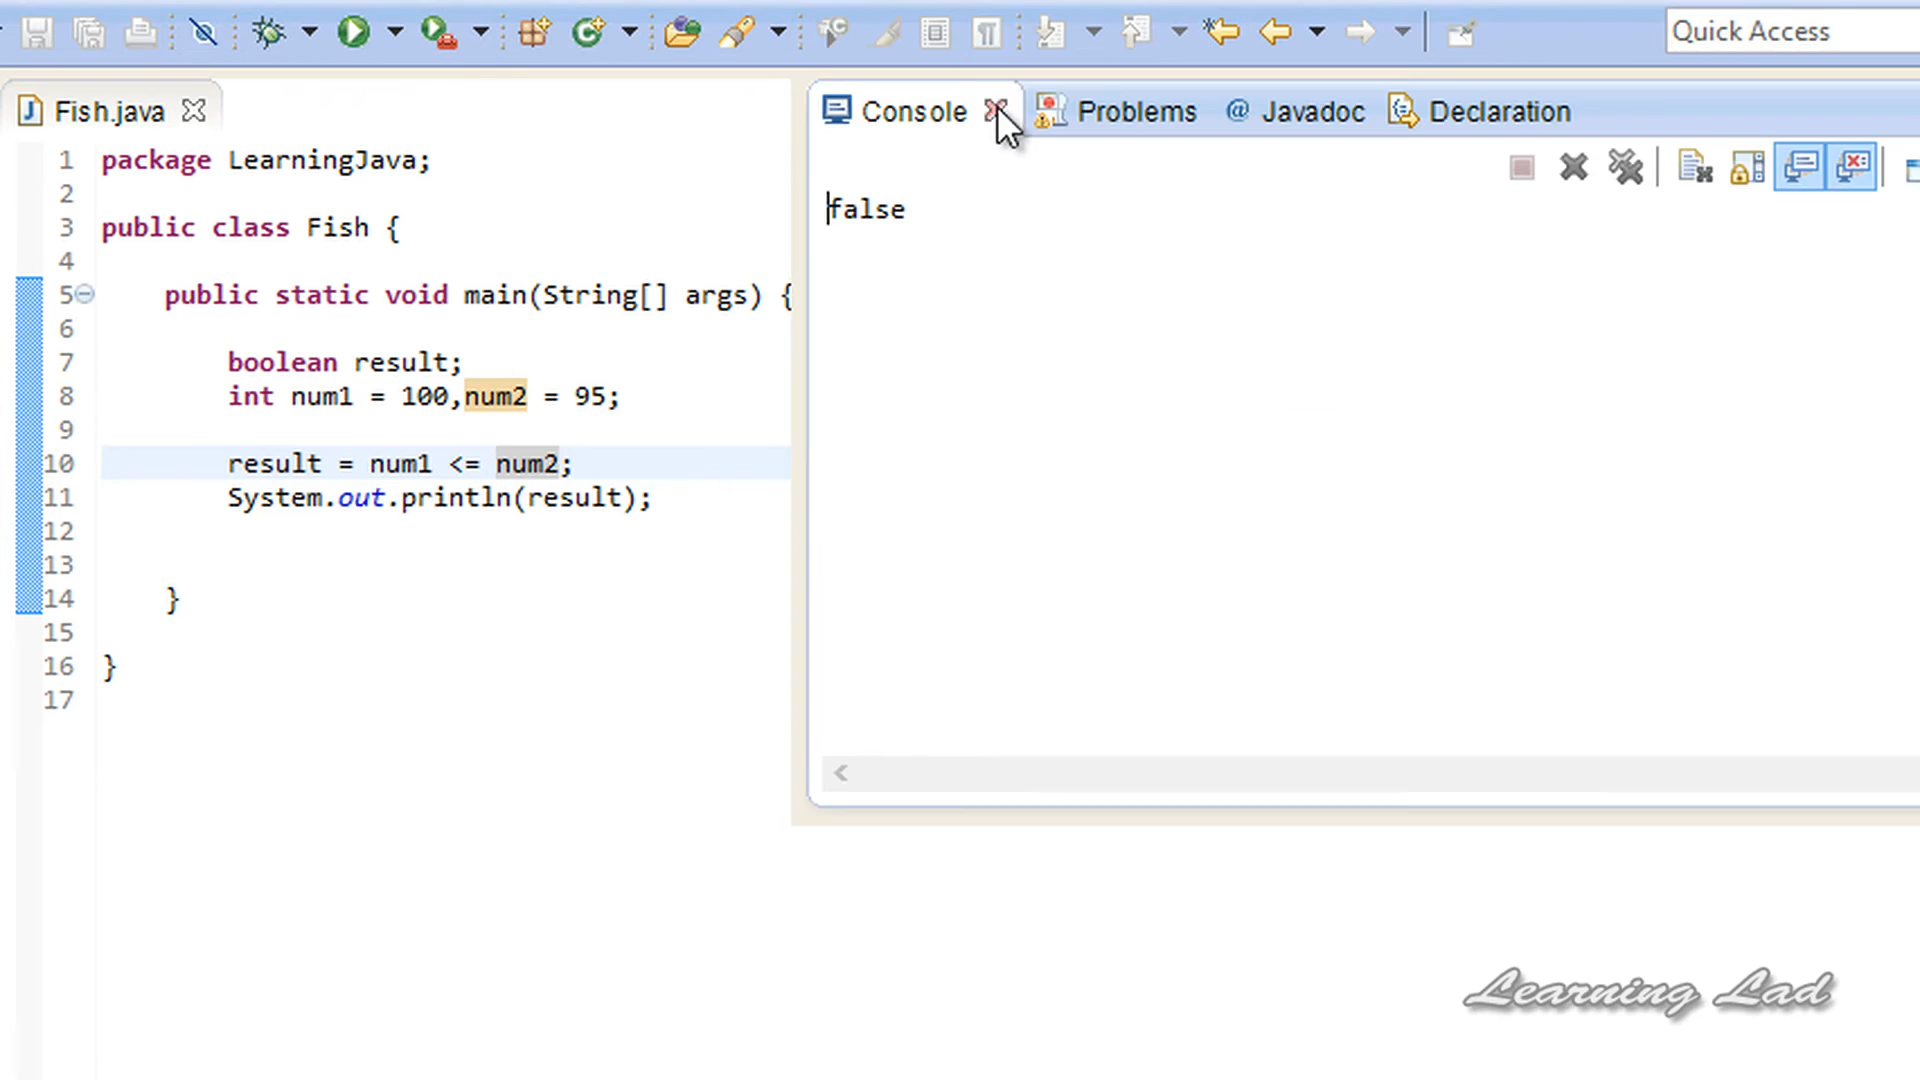 Quick Access
Fish.java
Console Problems @ Javadoc Declaration
1 package LearningJava;
2
3 public class Fish {
4
5 public static void main(String[] args) {
6
7 boolean result;
8 int num1 = 100,num2 = 95;
9
10 result = num1 <= num2;
11 System.out.println(result);
12
13
14 }
15
16 }
17
false
Learning Lad